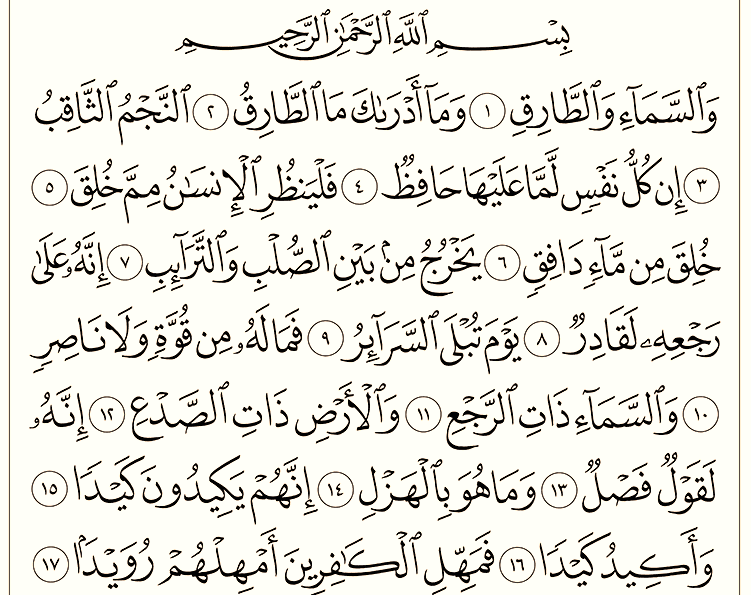 بِسْمِ ٱللَّهِ ٱلرَّحْمَٰنِ ٱلرَّحِيمِ
وَٱلسَّمَآءِ وَٱلطَّارِقِ ١ وَمَآ أَدْرَىٰكَ مَا ٱلطَّارِقُ ٢ ٱلنَّجْمُ ٱلثَّاقِبُ
٣ إِن كُلُّ نَفْسٍ لَّمَّا عَلَيْهَا حَافِظٌ ٤ فَلْيَنظُرِ ٱلْإِنسَٰنُ مِمَّ خُلِقَ ٥
خُلِقَ مِن مَّآءٍ دَافِقٍ ٦ يَخْرُجُ مِنۢ بَيْنِ ٱلصُّلْبِ وَٱلتَّرَآئِبِ ٧ إِنَّهُۥ عَلَىٰ
رَجْعِهِۦ لَقَادِرٌ ٨ يَوْمَ تُبْلَى ٱلسَّرَآئِرُ ٩ فَمَا لَهُۥ مِن قُوَّةٍ وَلَا نَاصِرٍ
١٠ وَٱلسَّمَآءِ ذَاتِ ٱلرَّجْعِ ١١ وَٱلْأَرْضِ ذَاتِ ٱلصَّدْعِ ١٢ إِنَّهُۥ
لَقَوْلٌ فَصْلٌ ١٣ وَمَا هُوَ بِٱلْهَزْلِ ١٤ إِنَّهُمْ يَكِيدُونَ كَيْدًا ١٥
وَأَكِيدُ كَيْدًا ١٦ فَمَهِّلِ ٱلْكَٰفِرِينَ أَمْهِلْهُمْ رُوَيْدًۢا ١٧